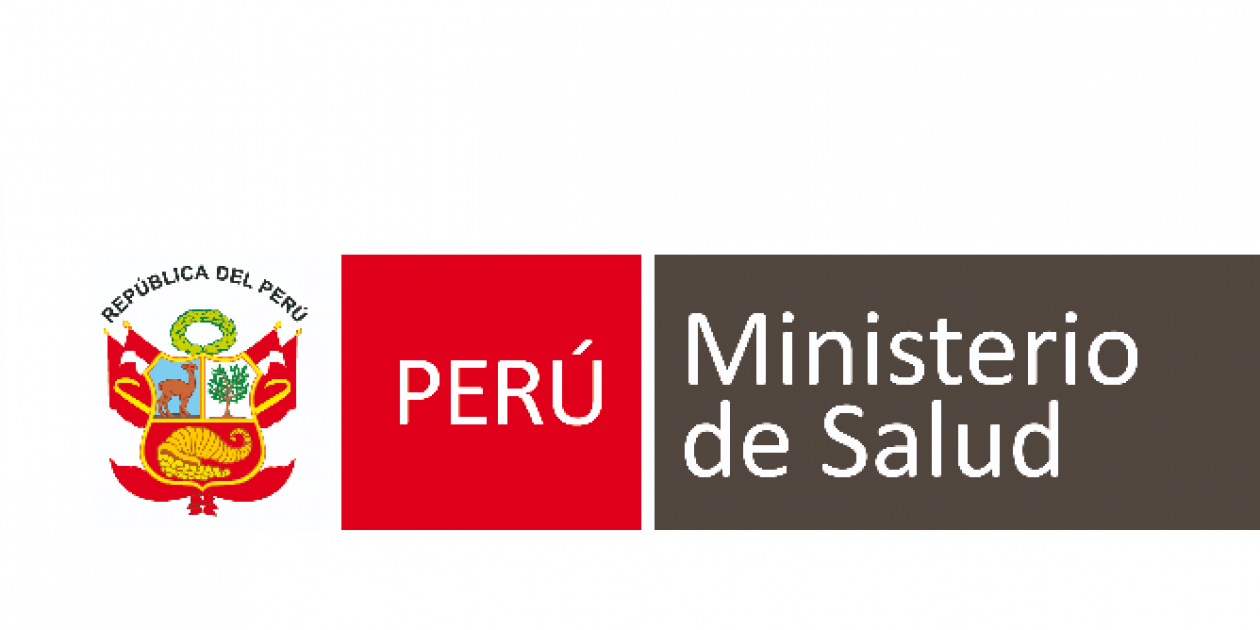 REPÚBLICA DEL PERÚ
PERÚ
Ministerio
de Salud